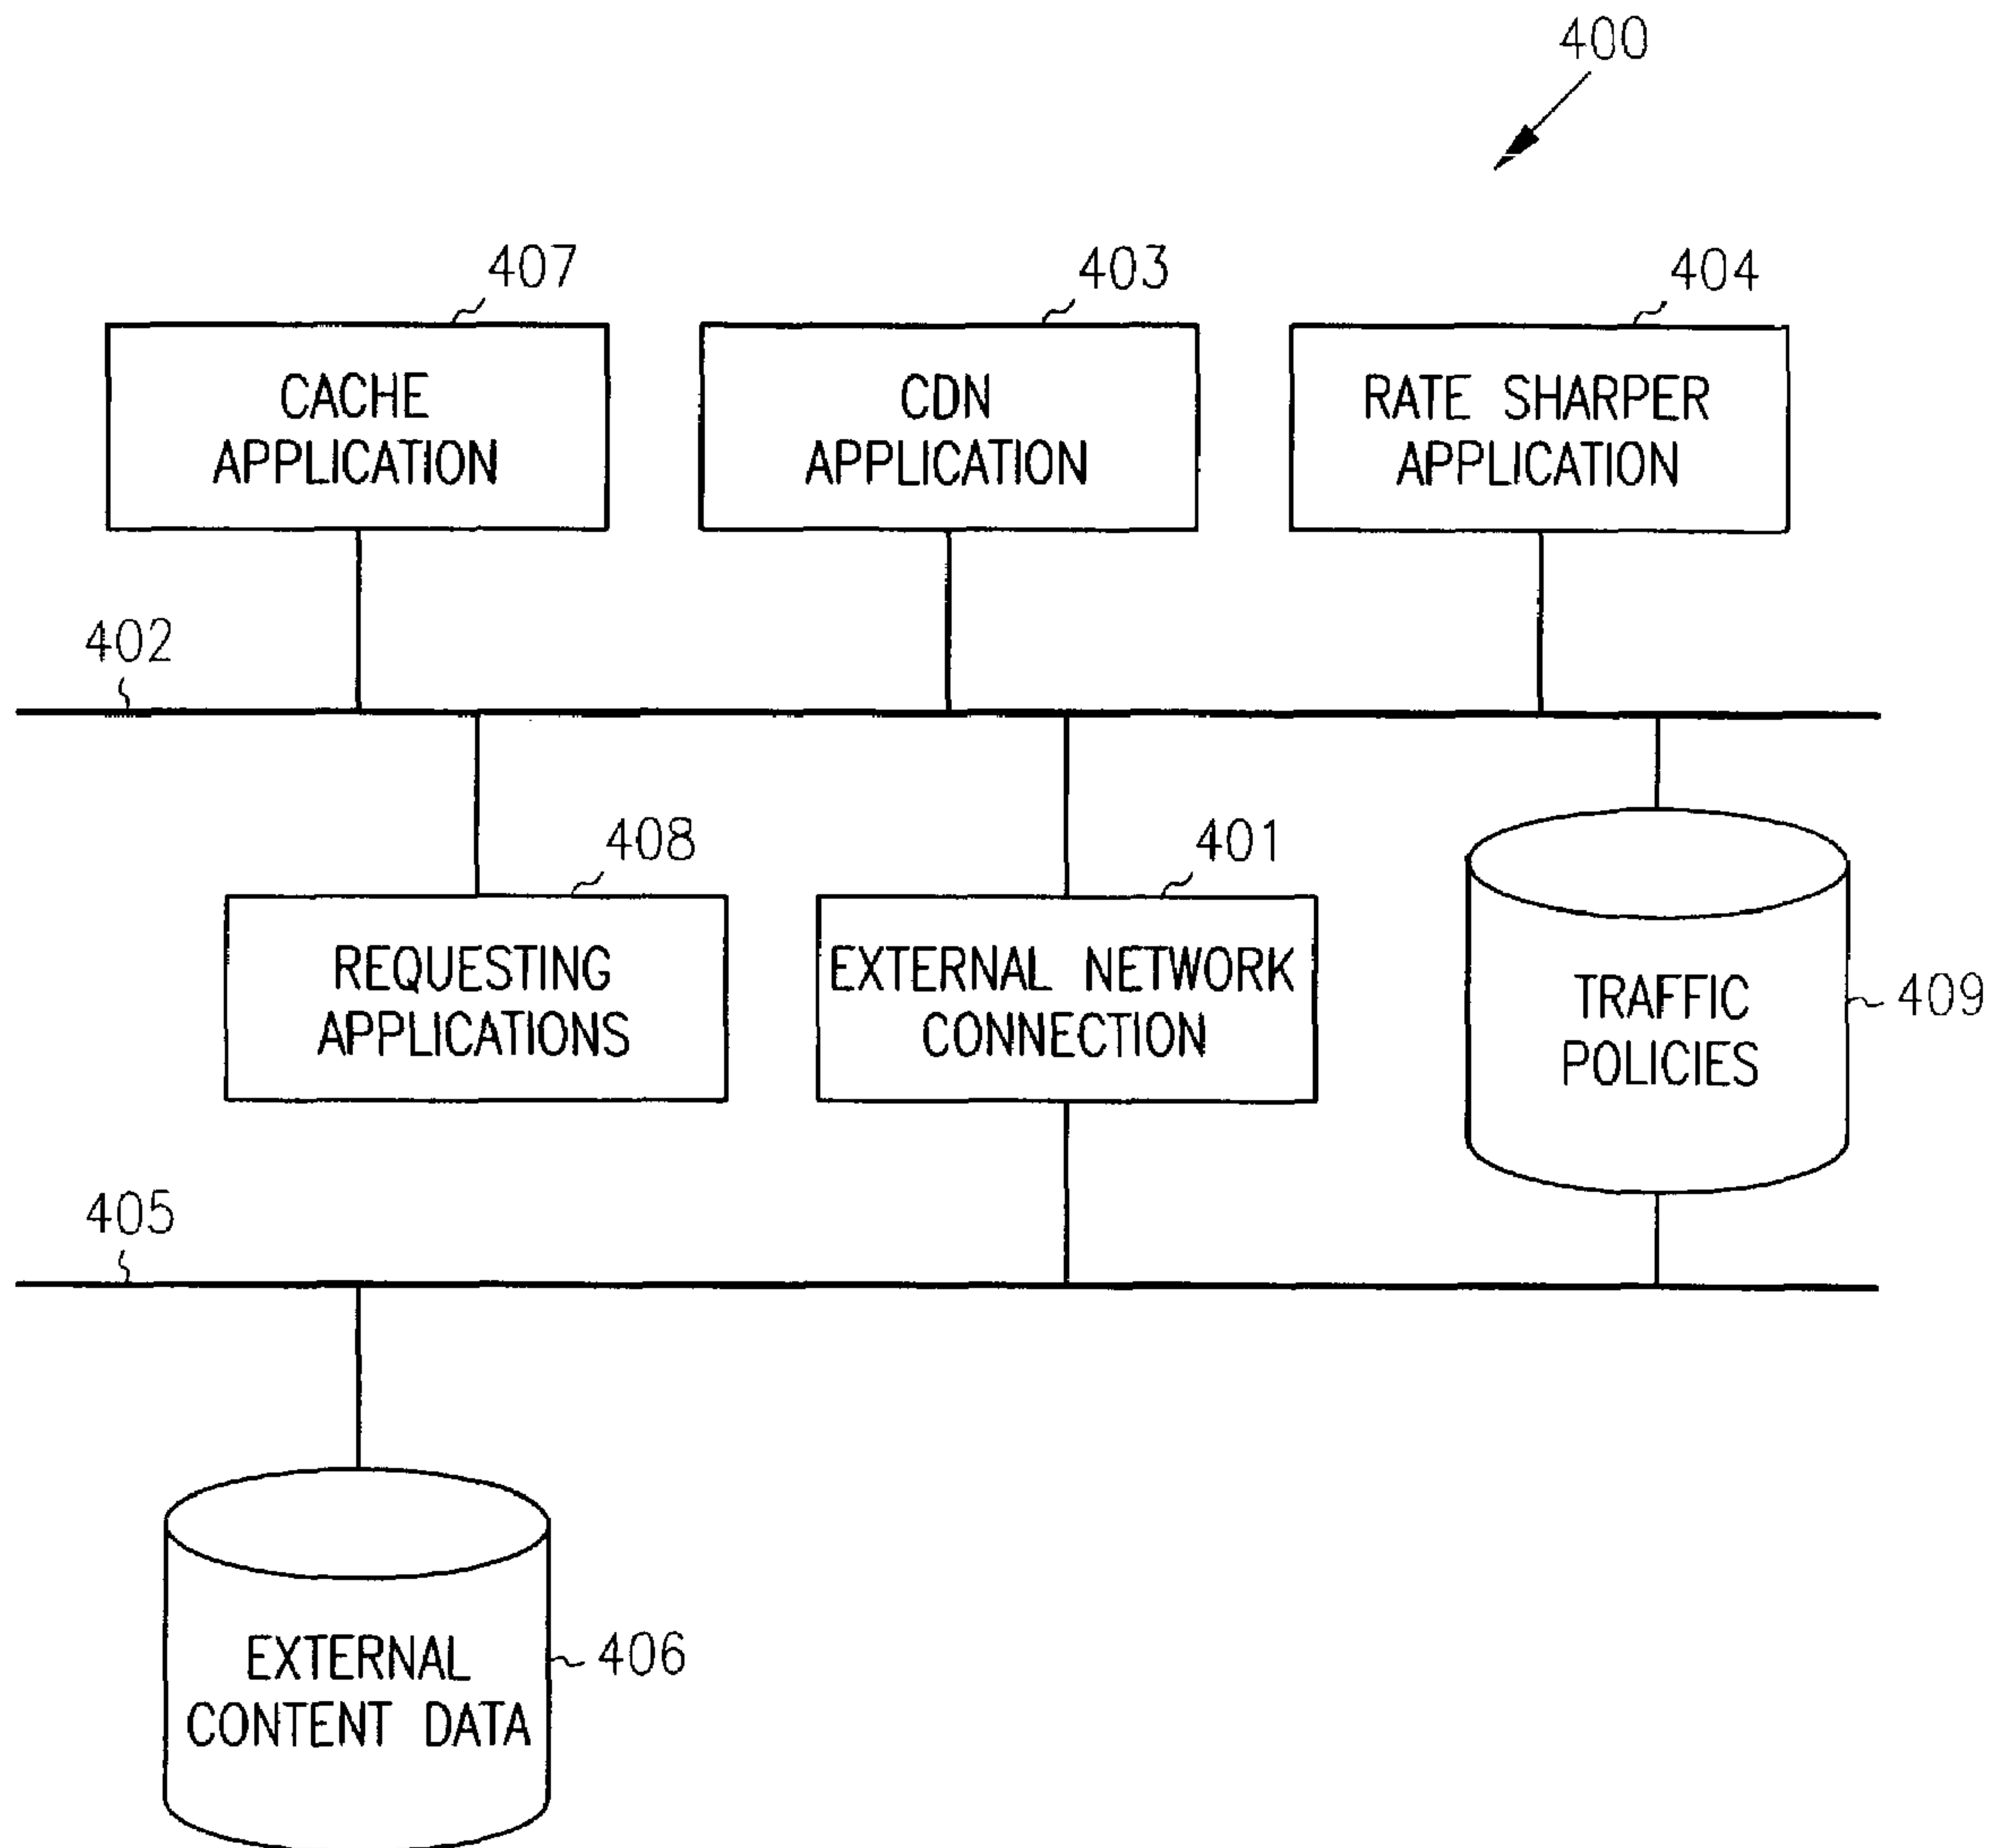 400
407
403
404
CACHE
APPLICATION
CDN
APPLICATION
RATE SHARPER
APPLICATION
402
408
401
REQUESTING
APPLICATIONS
EXTERNAL NETWORK
CONNECTION
TRAFFIC
POLICIES
409
405
EXTERNAL
CONTENT DATA
406